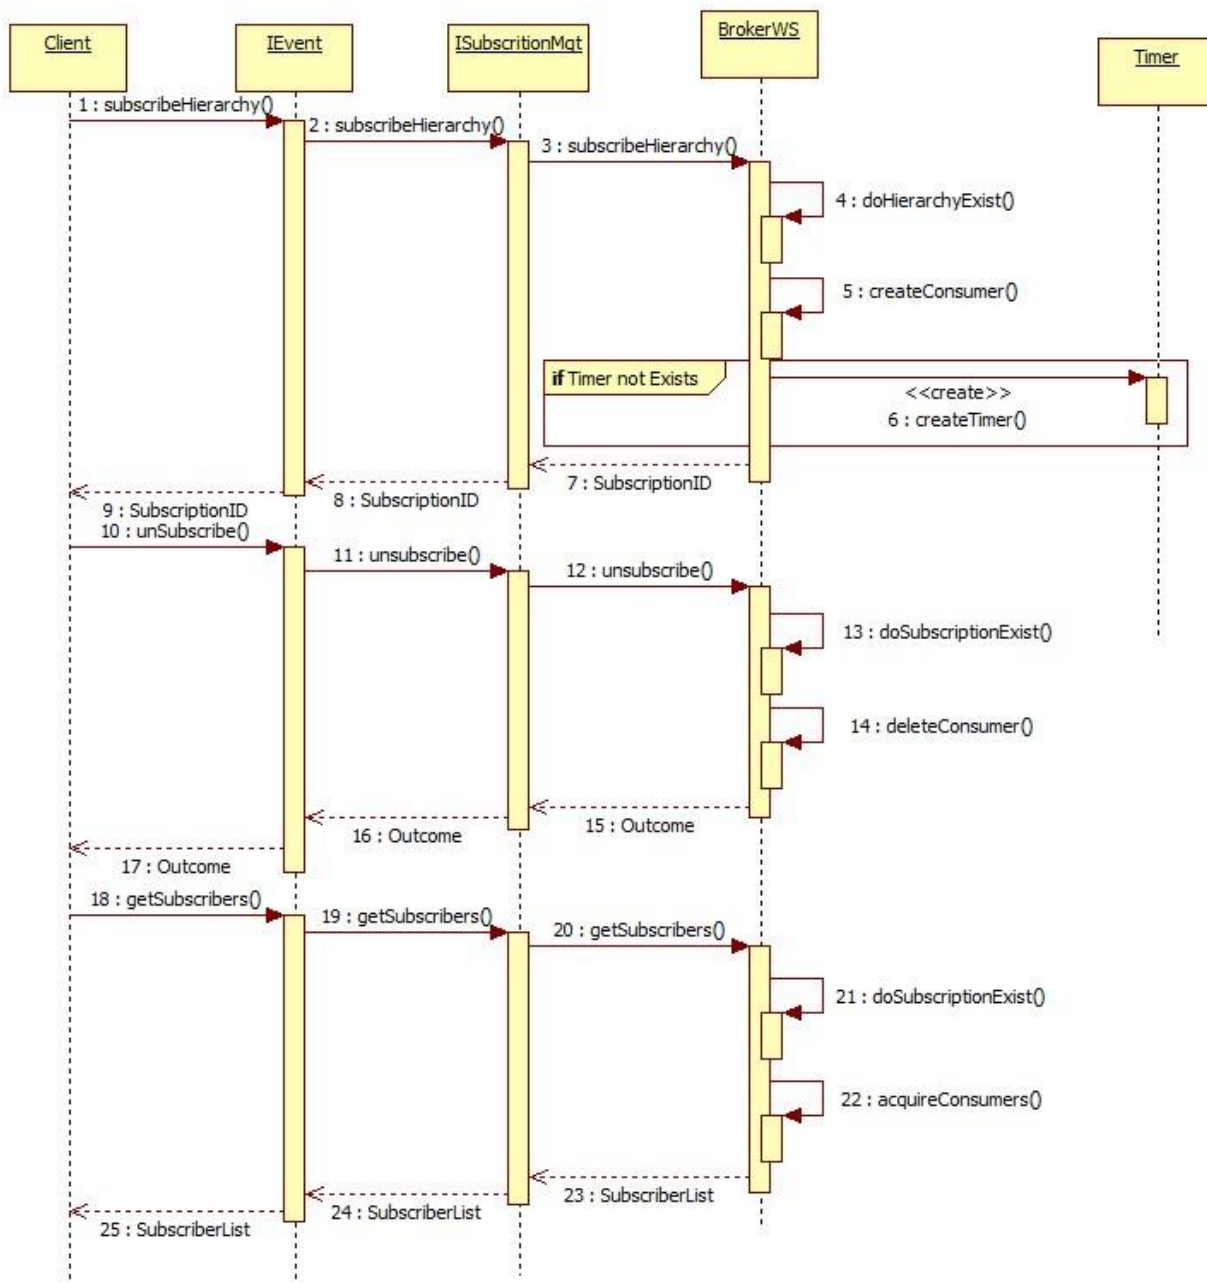 Client
IEvent
ISubscritionMgt
BrokerWS
Timer
1 : subscribeHierarchy()
2 : subscribeHierarchy()
3 : subscribeHierarchy()
4 : doHierarchyExist()
5 : createConsumer()
if Timer not Exists
<<create>>
6 : createTimer()
7 : SubscriptionID
8 : SubscriptionID
9 : SubscriptionID
10 : unSubscribe()
11 : unsubscribe()
12 : unsubscribe()
13 : doSubscriptionExist()
14 : deleteConsumer()
15 : Outcome
16 : Outcome
17 : Outcome
18 : getSubscribers()
19 : getSubscribers()
20 : getSubscribers()
21 : doSubscriptionExist()
22 : acquireConsumers()
23 : SubscriberList
24 : SubscriberList
25 : SubscriberList